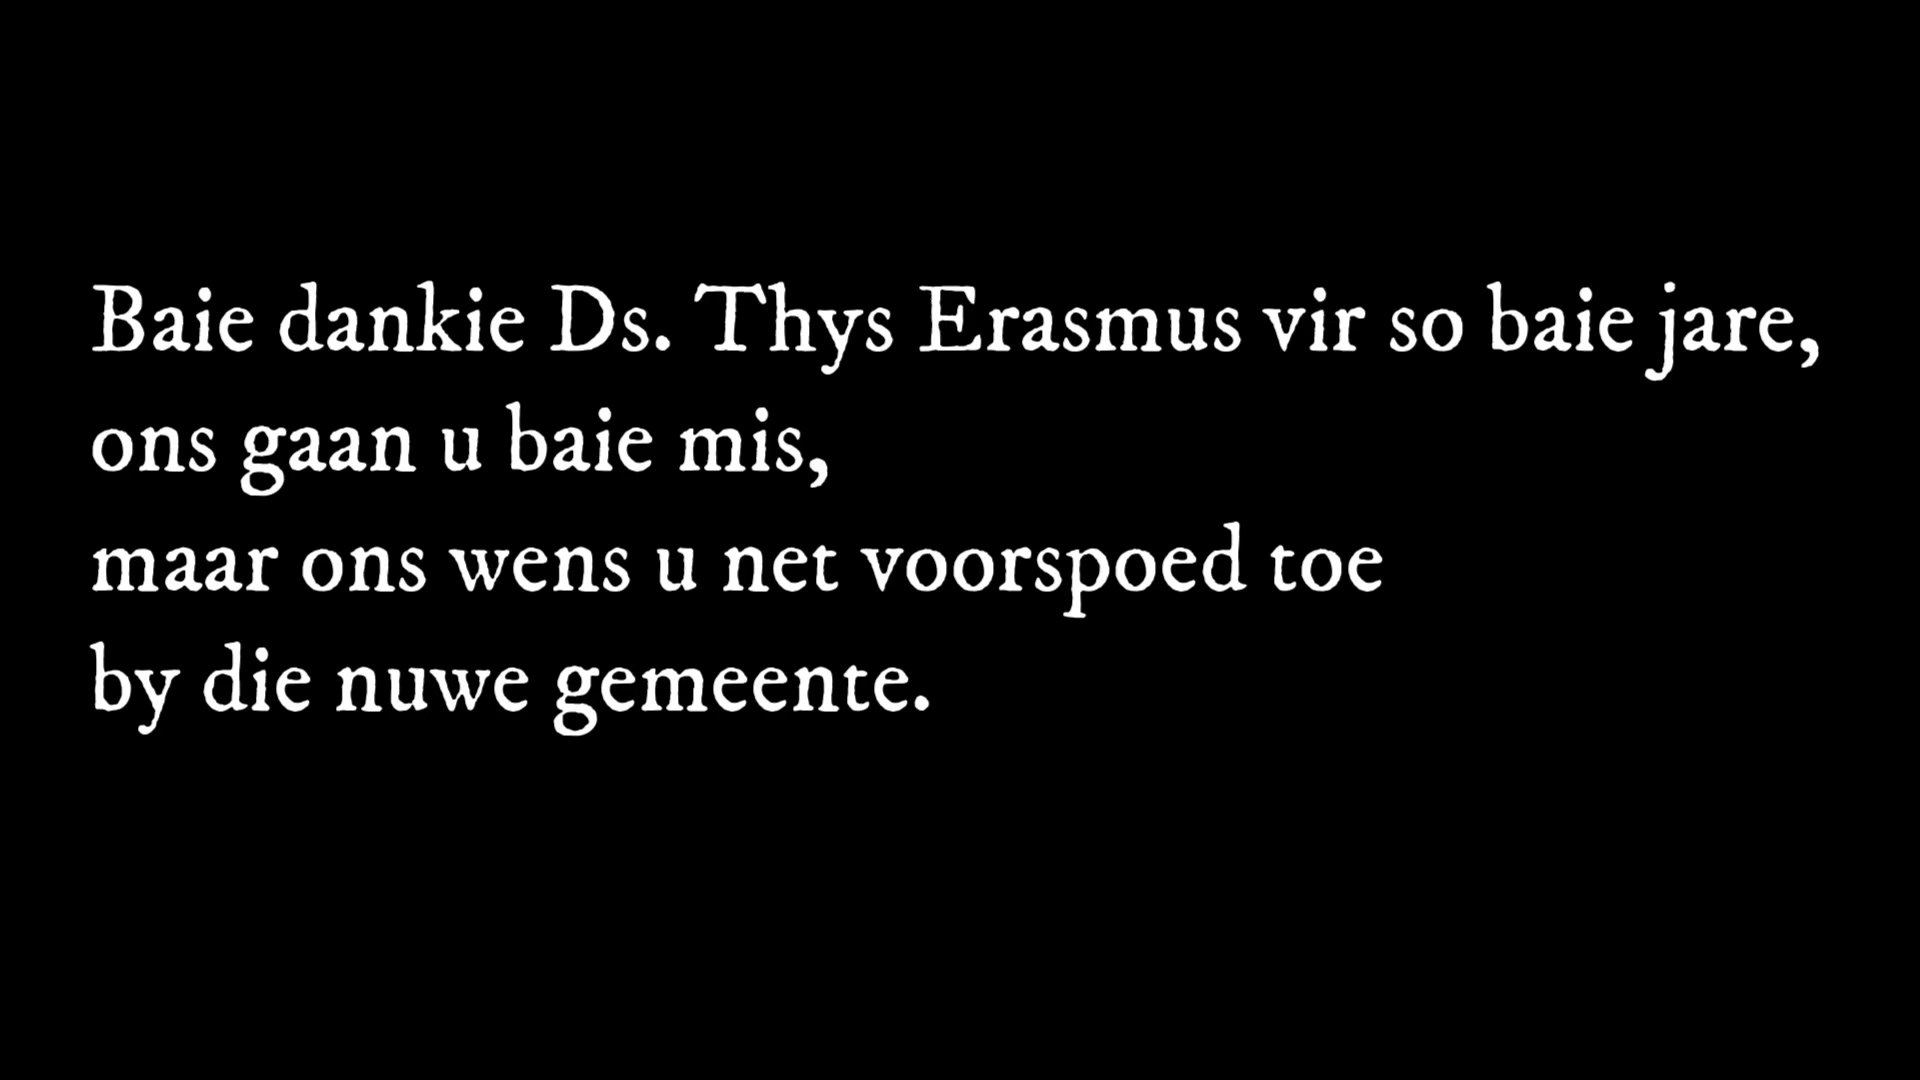 Baie dankie Ds. Thys Erasmus vir so baie jare,
ons gaan u baie mis,
maar ons wens u net voorspoed toe
by die nuwe gemeente.